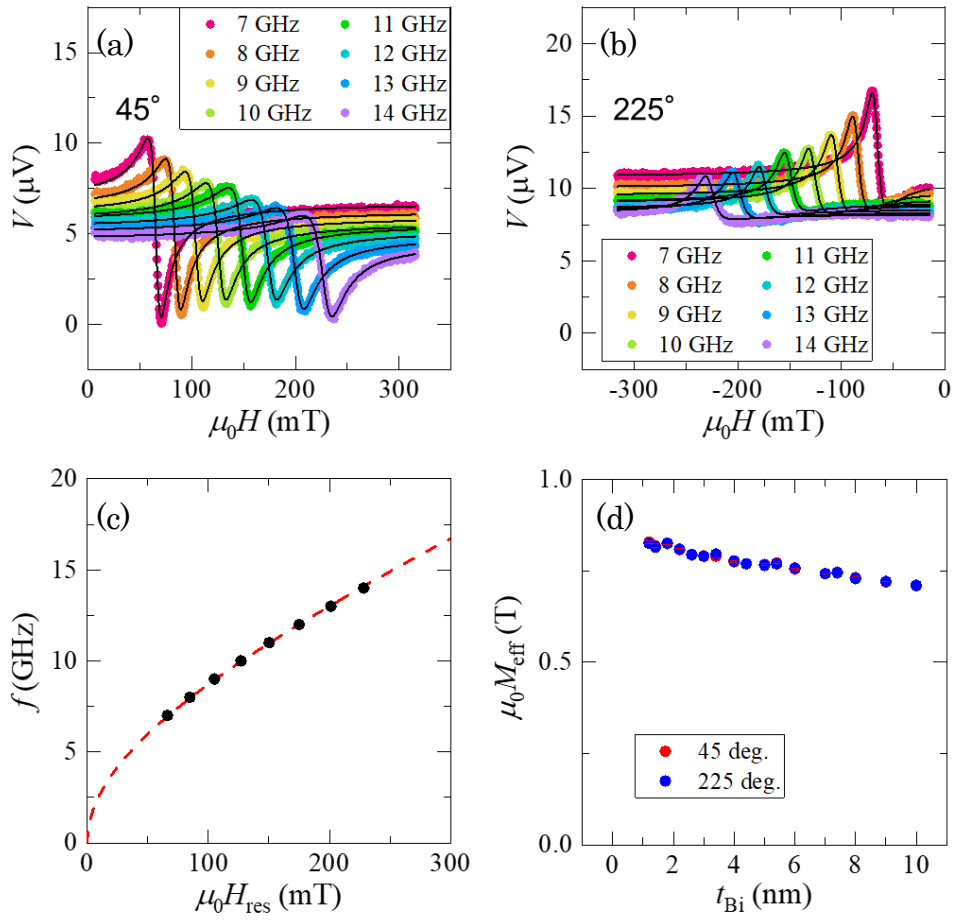 (a)
7 GHz 11 GHz
8 GHz 12 GHz
9 GHz 13 GHz
10 GHz 14 GHz
45°
15
10
5
0
V (μV)
0 100 200 300
μ0H (mT)
(b)
225°
20
15
10
5
0
V (μV)
7 GHz 11 GHz
8 GHz 12 GHz
9 GHz 13 GHz
10 GHz 14 GHz
-300 -200 -100 0
μ0H (mT)
(c)
20
15
10
5
0
f (GHz)
0 100 200 300
μ0Hres (mT)
(d)
1.0
0.5
0.0
μ0Meff (T)
45 deg.
225 deg.
0 2 4 6 8 10
tBi (nm)